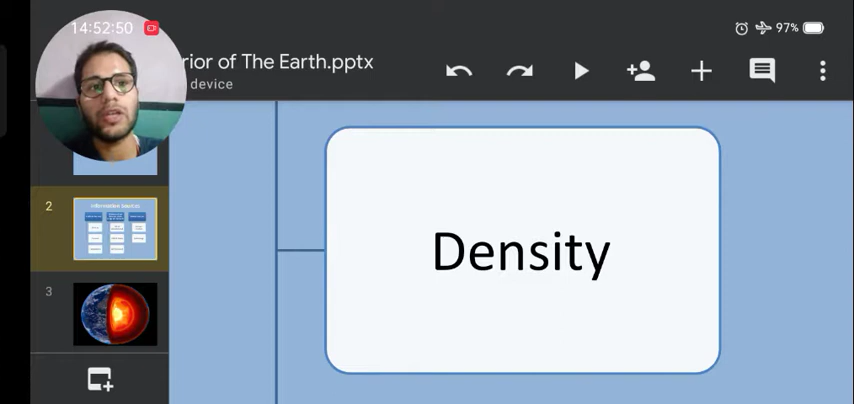 14:52:50
97%
rior of The Earth.pptx
device
2
Information Sources
3
Density